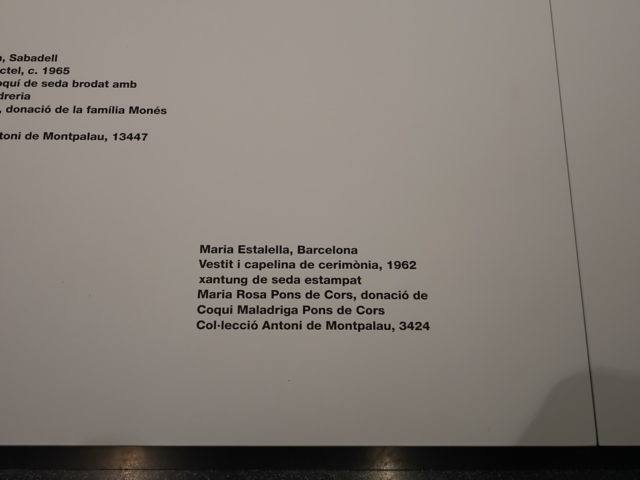 , Sabadell
ctel, c. 1965
oquí de seda brodat amb
dreria
, donació de la família Monés
toni de Montpalau, 13447
Maria Estalella, Barcelona
Vestit i capelina de cerimònia, 1962
xantung de seda estampat
Maria Rosa Pons de Cors, donació de
Coqui Maladriga Pons de Cors
Col·lecció Antoni de Montpalau, 3424